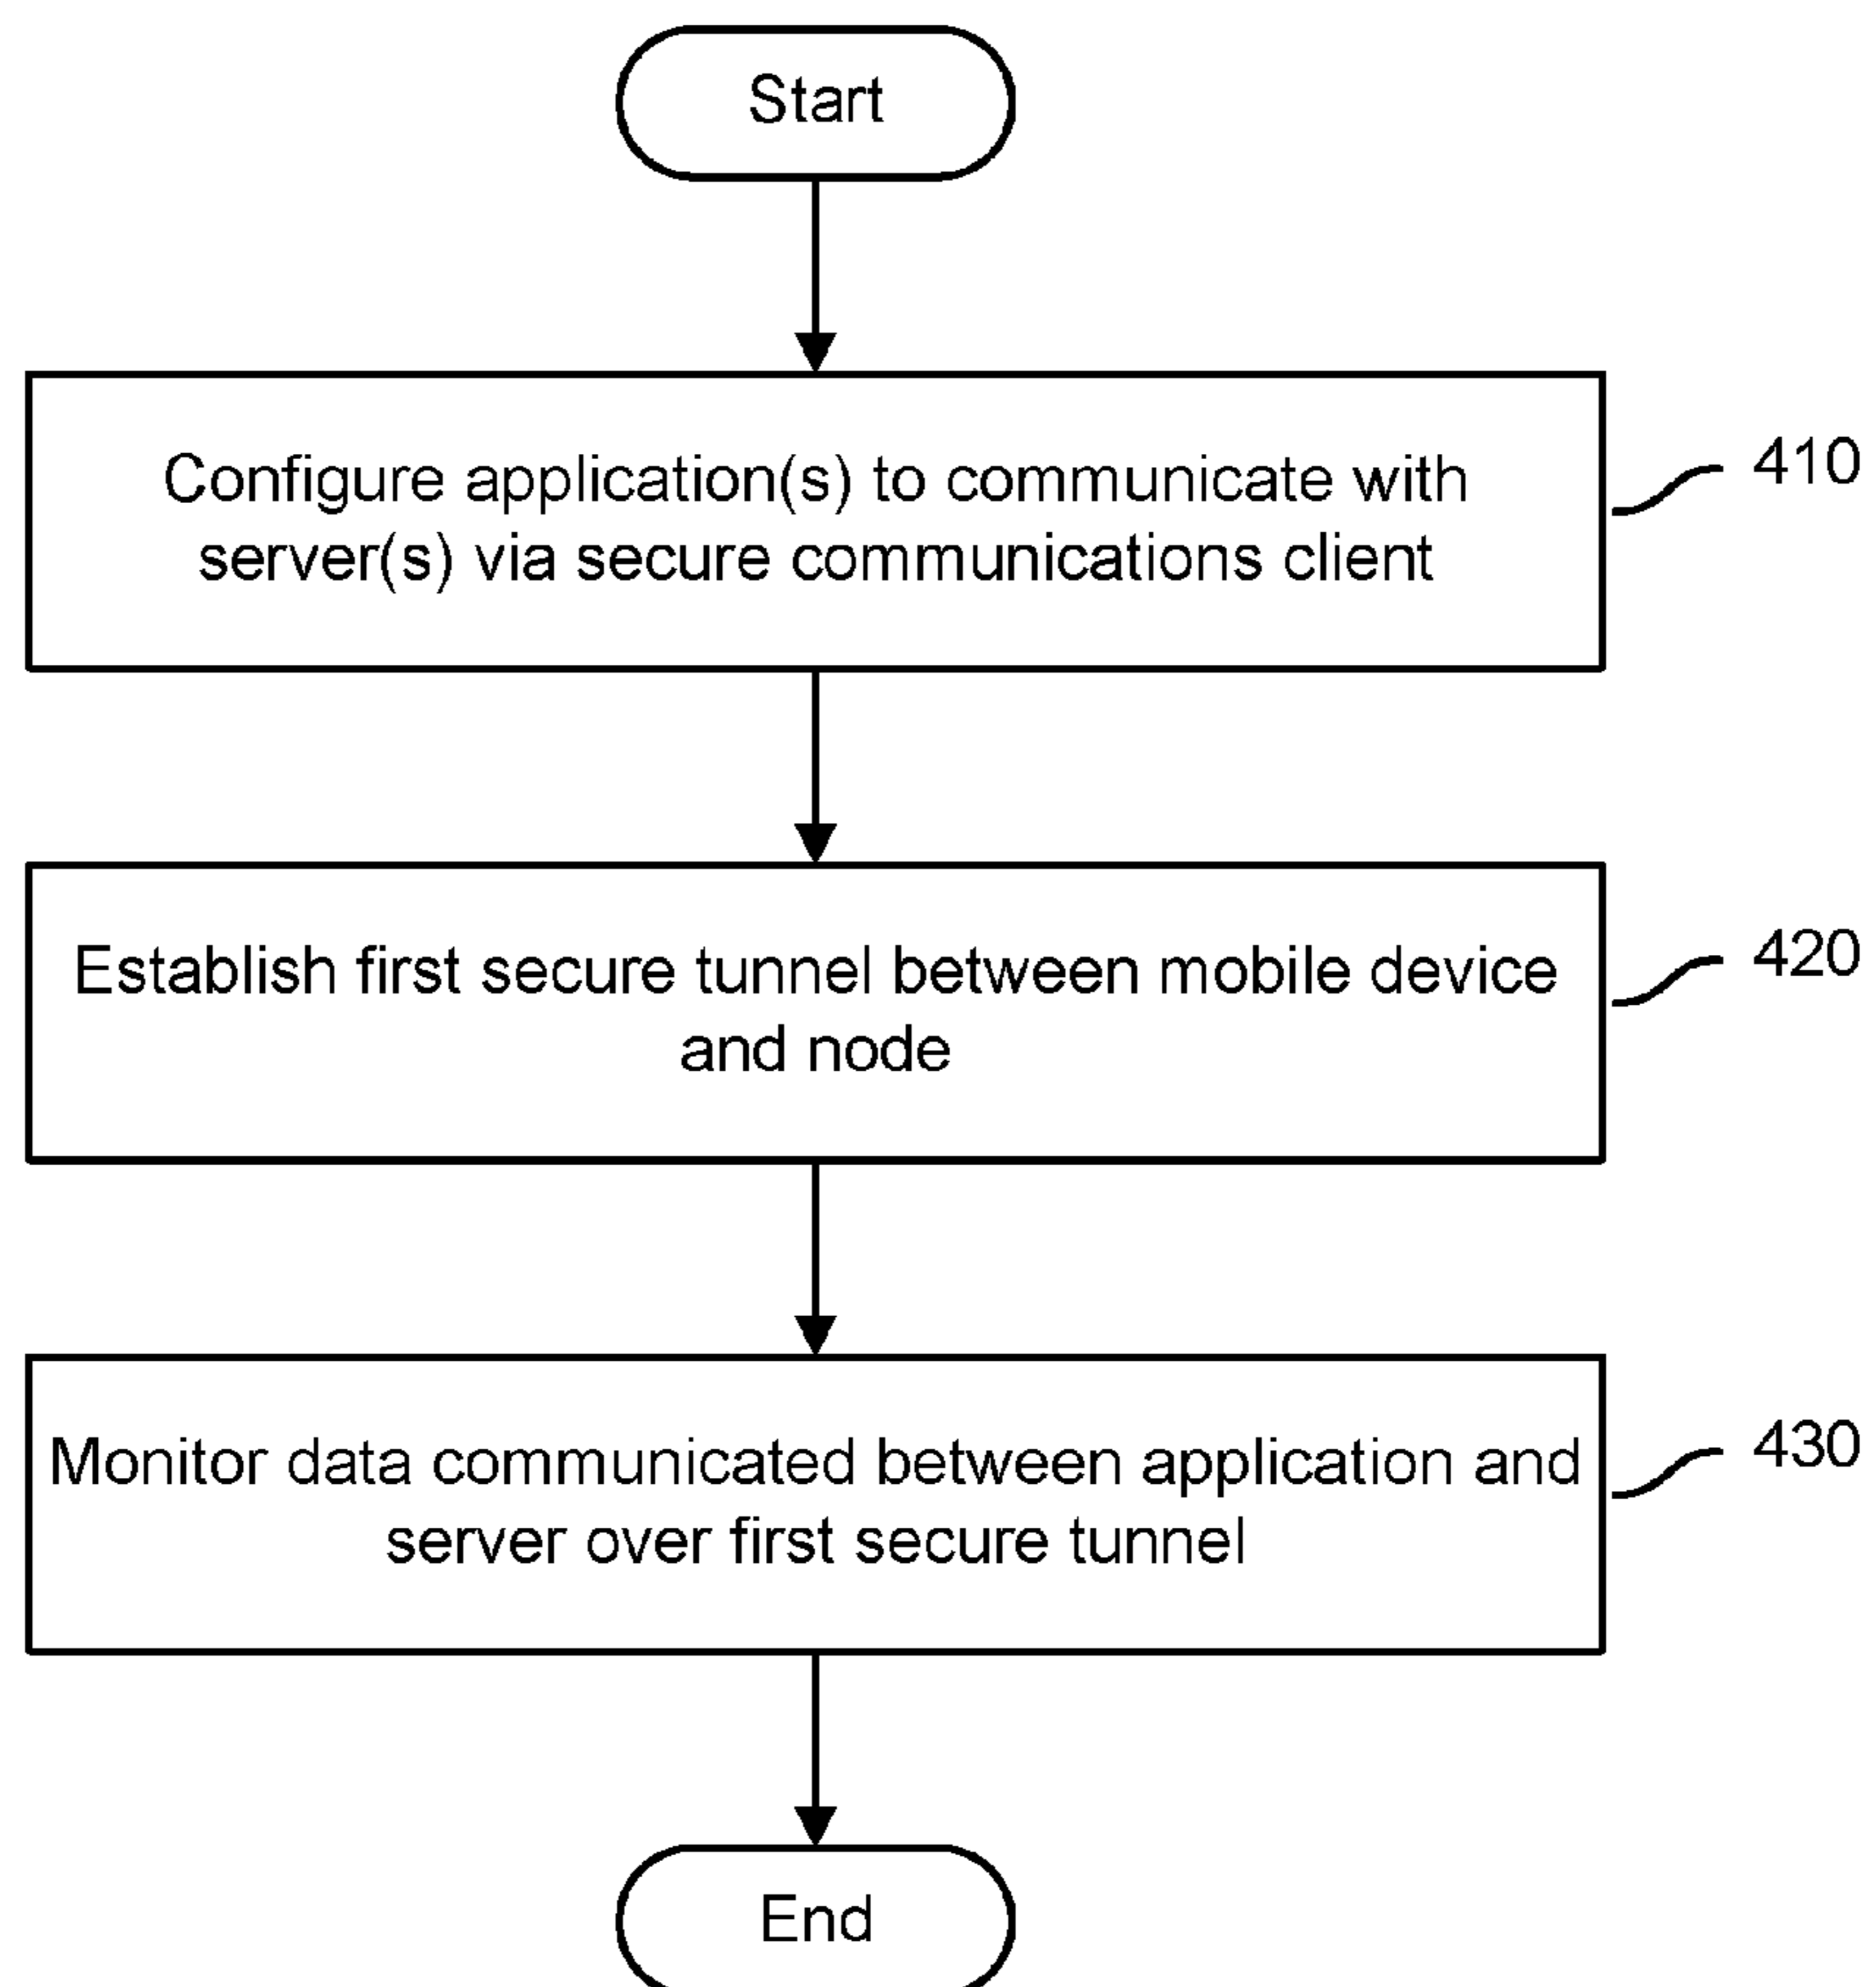 Start
Configure application(s) to communicate with
server(s) via secure communications client
410
Establish first secure tunnel between mobile device
and node
420
Monitor data communicated between application and
server over first secure tunnel
430
End